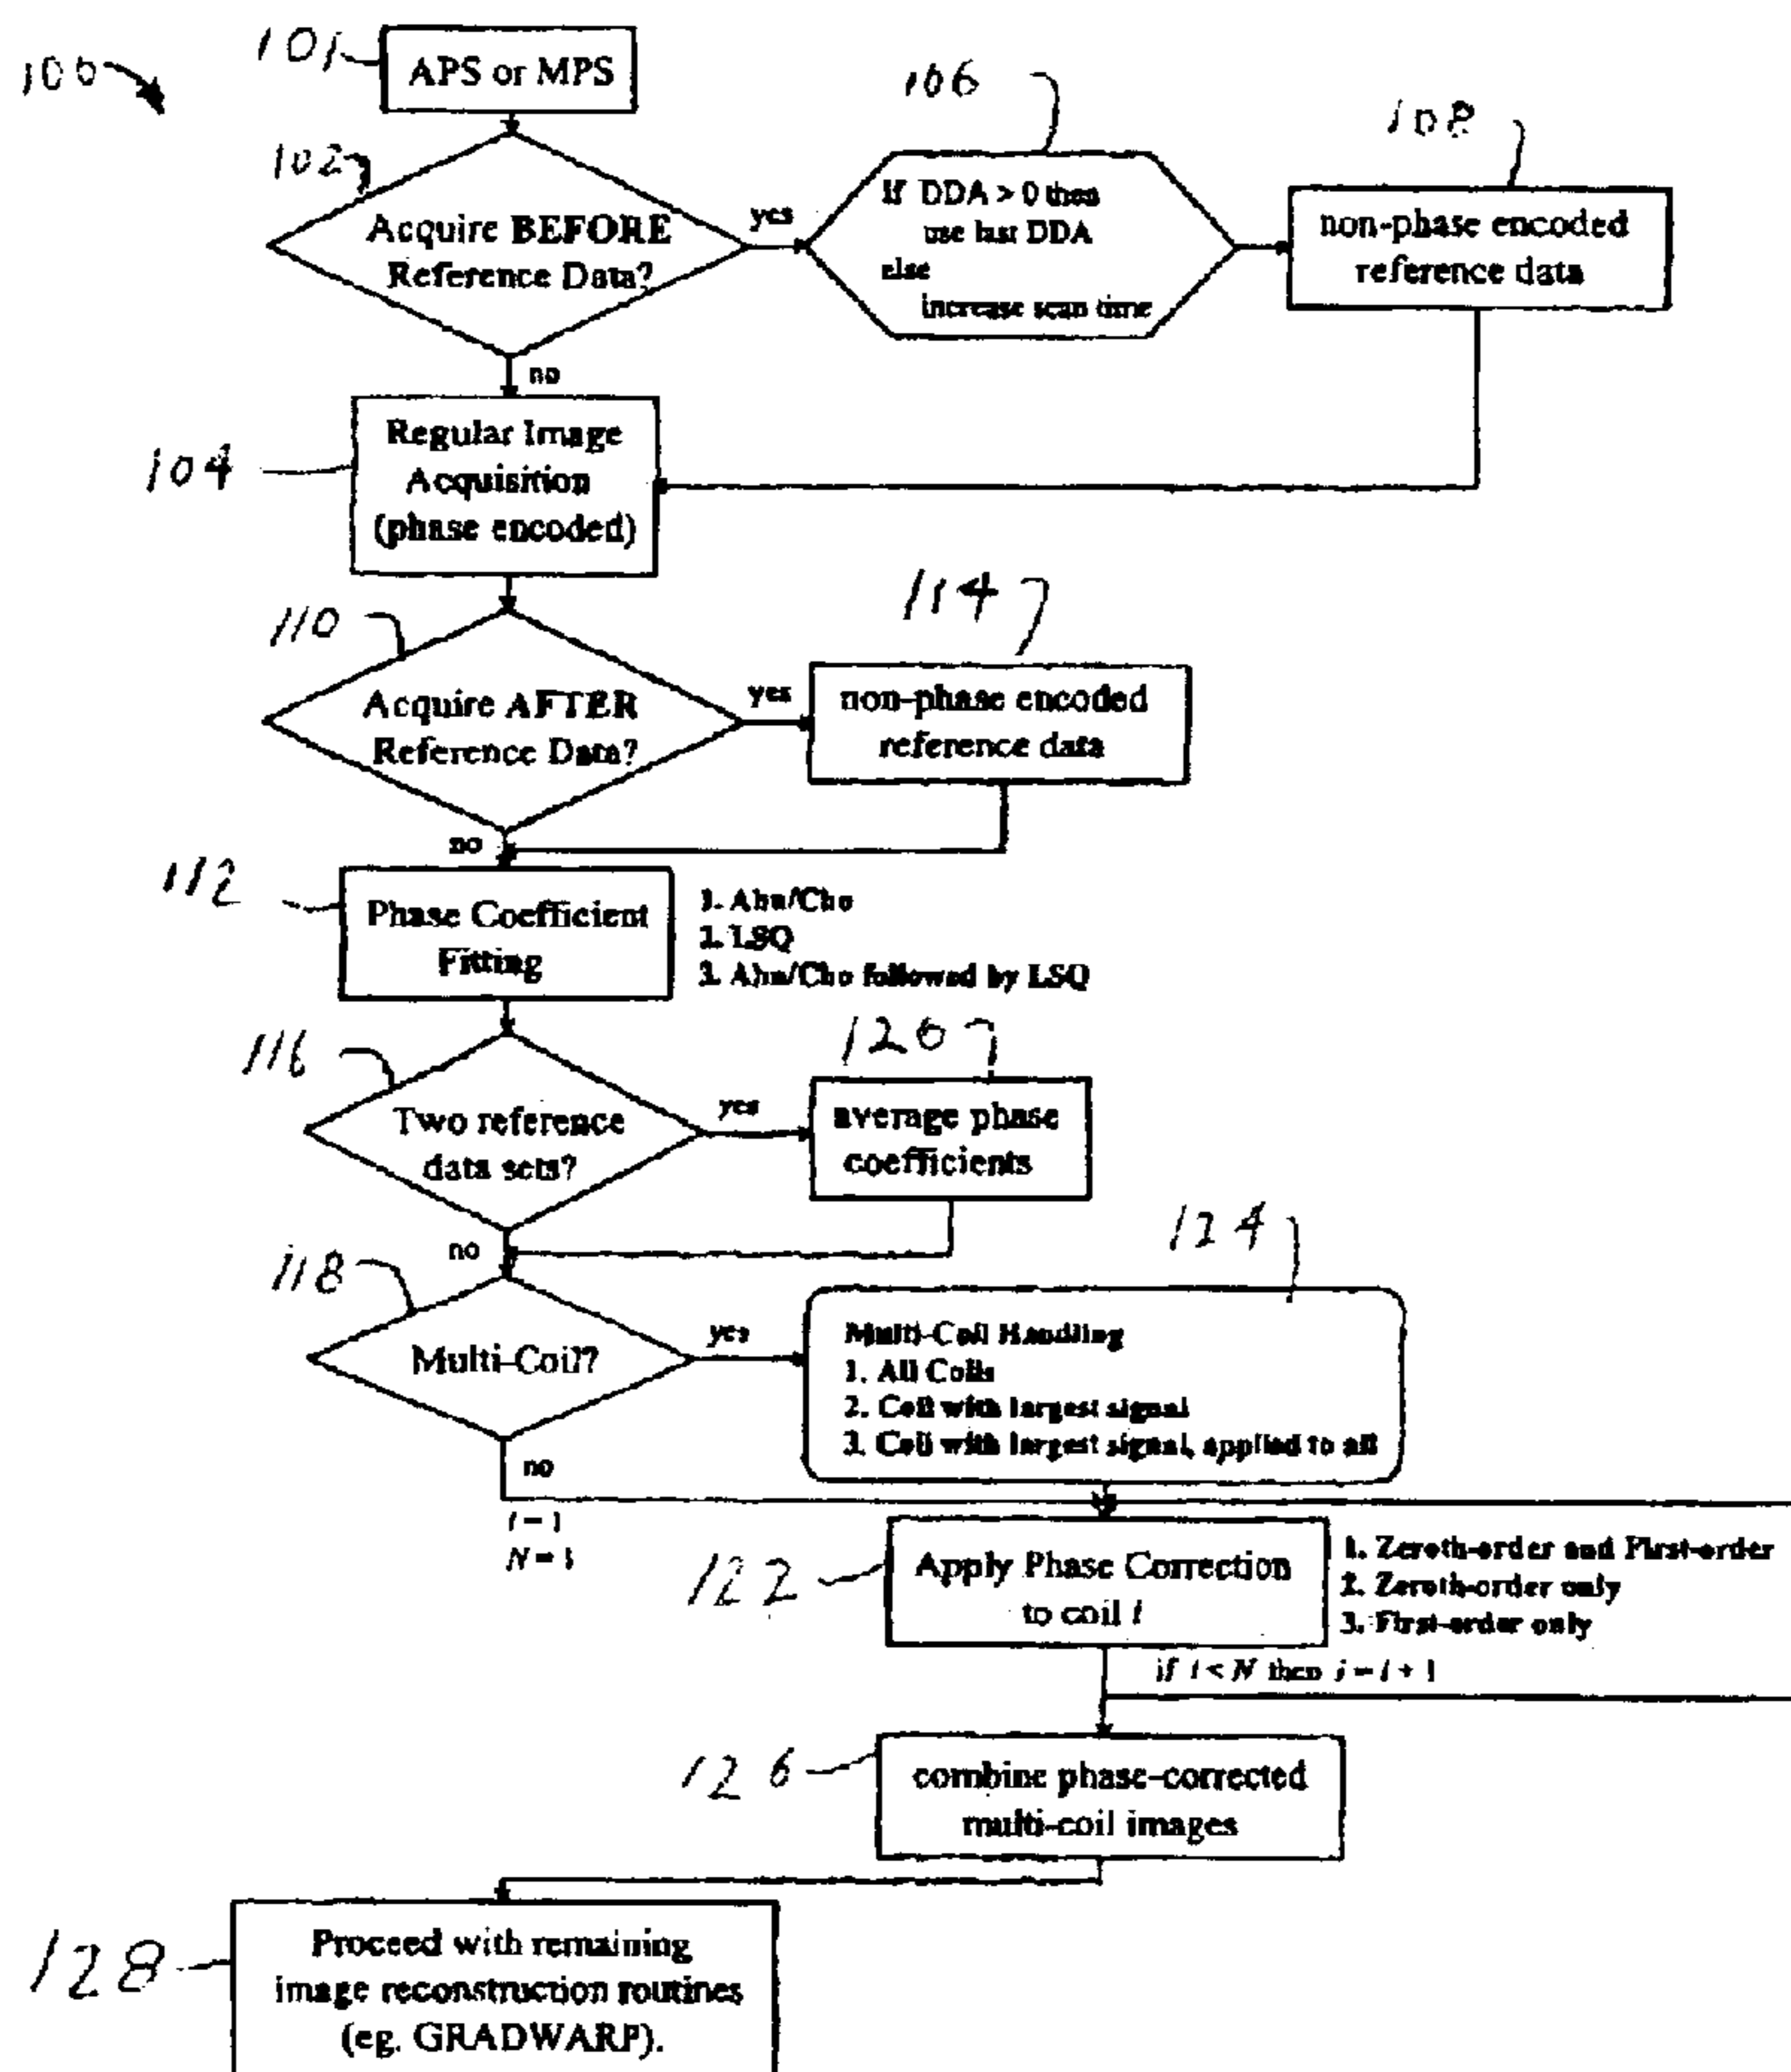 100
101
APS or MPS
106
108
102
Acquire BEFORE
Reference Data?
yes
If DDA > 0 then
use last DDA
else
increase scan time
non-phase encoded
reference data
no
104
Regular Image
Acquisition
(phase encoded)
110
114
Acquire AFTER
Reference Data?
yes
non-phase encoded
reference data
no
112
Phase Coefficient
Fitting
1. Ahn/Cho
2. LSQ
3. Ahn/Cho followed by LSQ
116
120
Two reference
data sets?
yes
average phase
coefficients
no
118
124
Multi-Coil?
yes
Multi-Coil Handling
1. All Coils
2. Coil with largest signal
3. Coil with largest signal, applied to all
no
i = 1
N = 1
122
Apply Phase Correction
to coil i
1. Zeroth-order and First-order
2. Zeroth-order only
3. First-order only
if i < N then i = i + 1
126
combine phase-corrected
multi-coil images
128
Proceed with remaining
image reconstruction routines
(eg. GRADWARP).